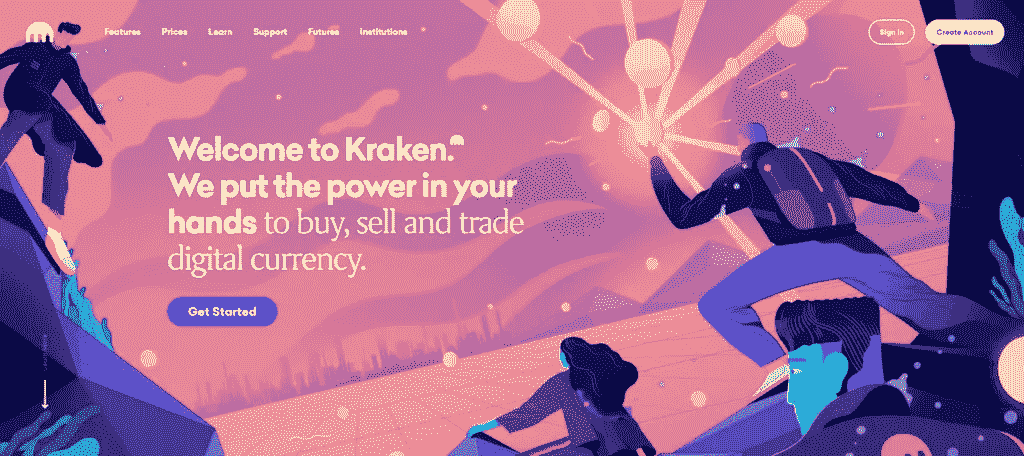 Features Prices Learn Support Futures Institutions Sign In Create Account
Welcome to Kraken.
We put the power in your
hands to buy, sell and trade
digital currency.
Get Started